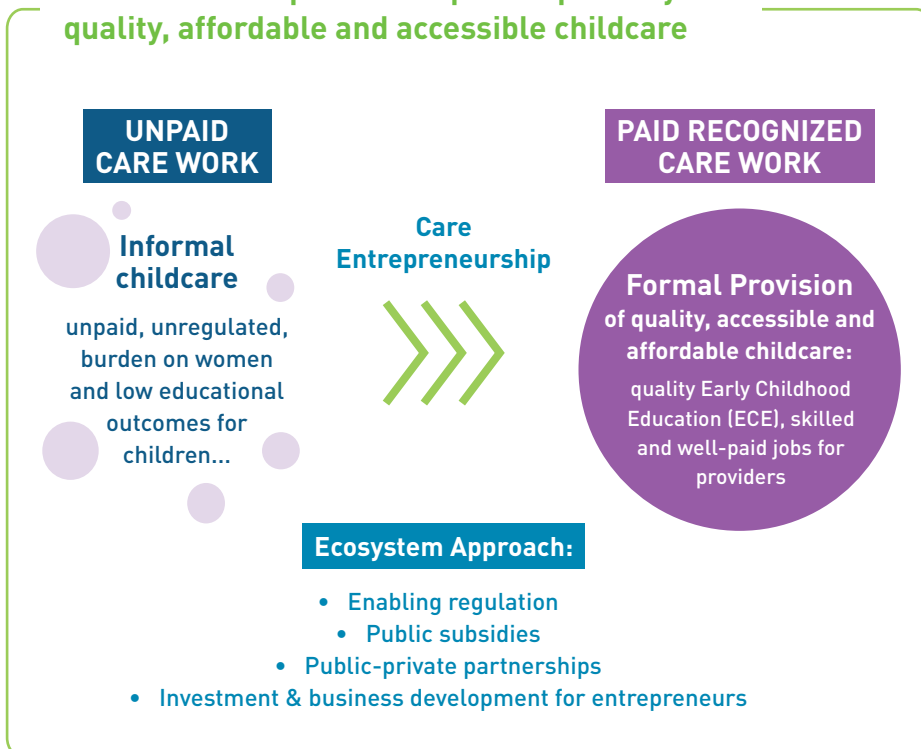 quality, affordable and accessible childcare
UNPAID
CARE WORK
PAID RECOGNIZED
CARE WORK
Informal
childcare
unpaid, unregulated,
burden on women
and low educational
outcomes for
children...
Care
Entrepreneurship
Formal Provision
of quality, accessible and
affordable childcare:
quality Early Childhood
Education (ECE), skilled
and well-paid jobs for
providers
Ecosystem Approach:
• Enabling regulation
• Public subsidies
• Public-private partnerships
• Investment & business development for entrepreneurs